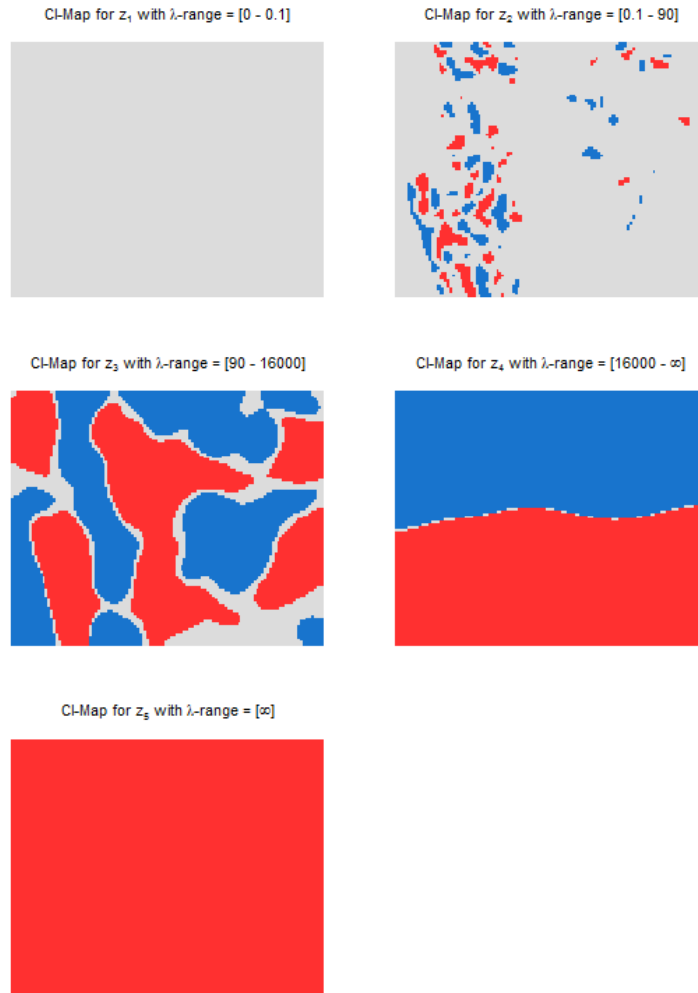 CI-Map for z₁ with λ-range = [0 - 0.1]
CI-Map for z₂ with λ-range = [0.1 - 90]
CI-Map for z₃ with λ-range = [90 - 16000]
CI-Map for z₄ with λ-range = [16000 - ∞]
CI-Map for z₅ with λ-range = [∞]